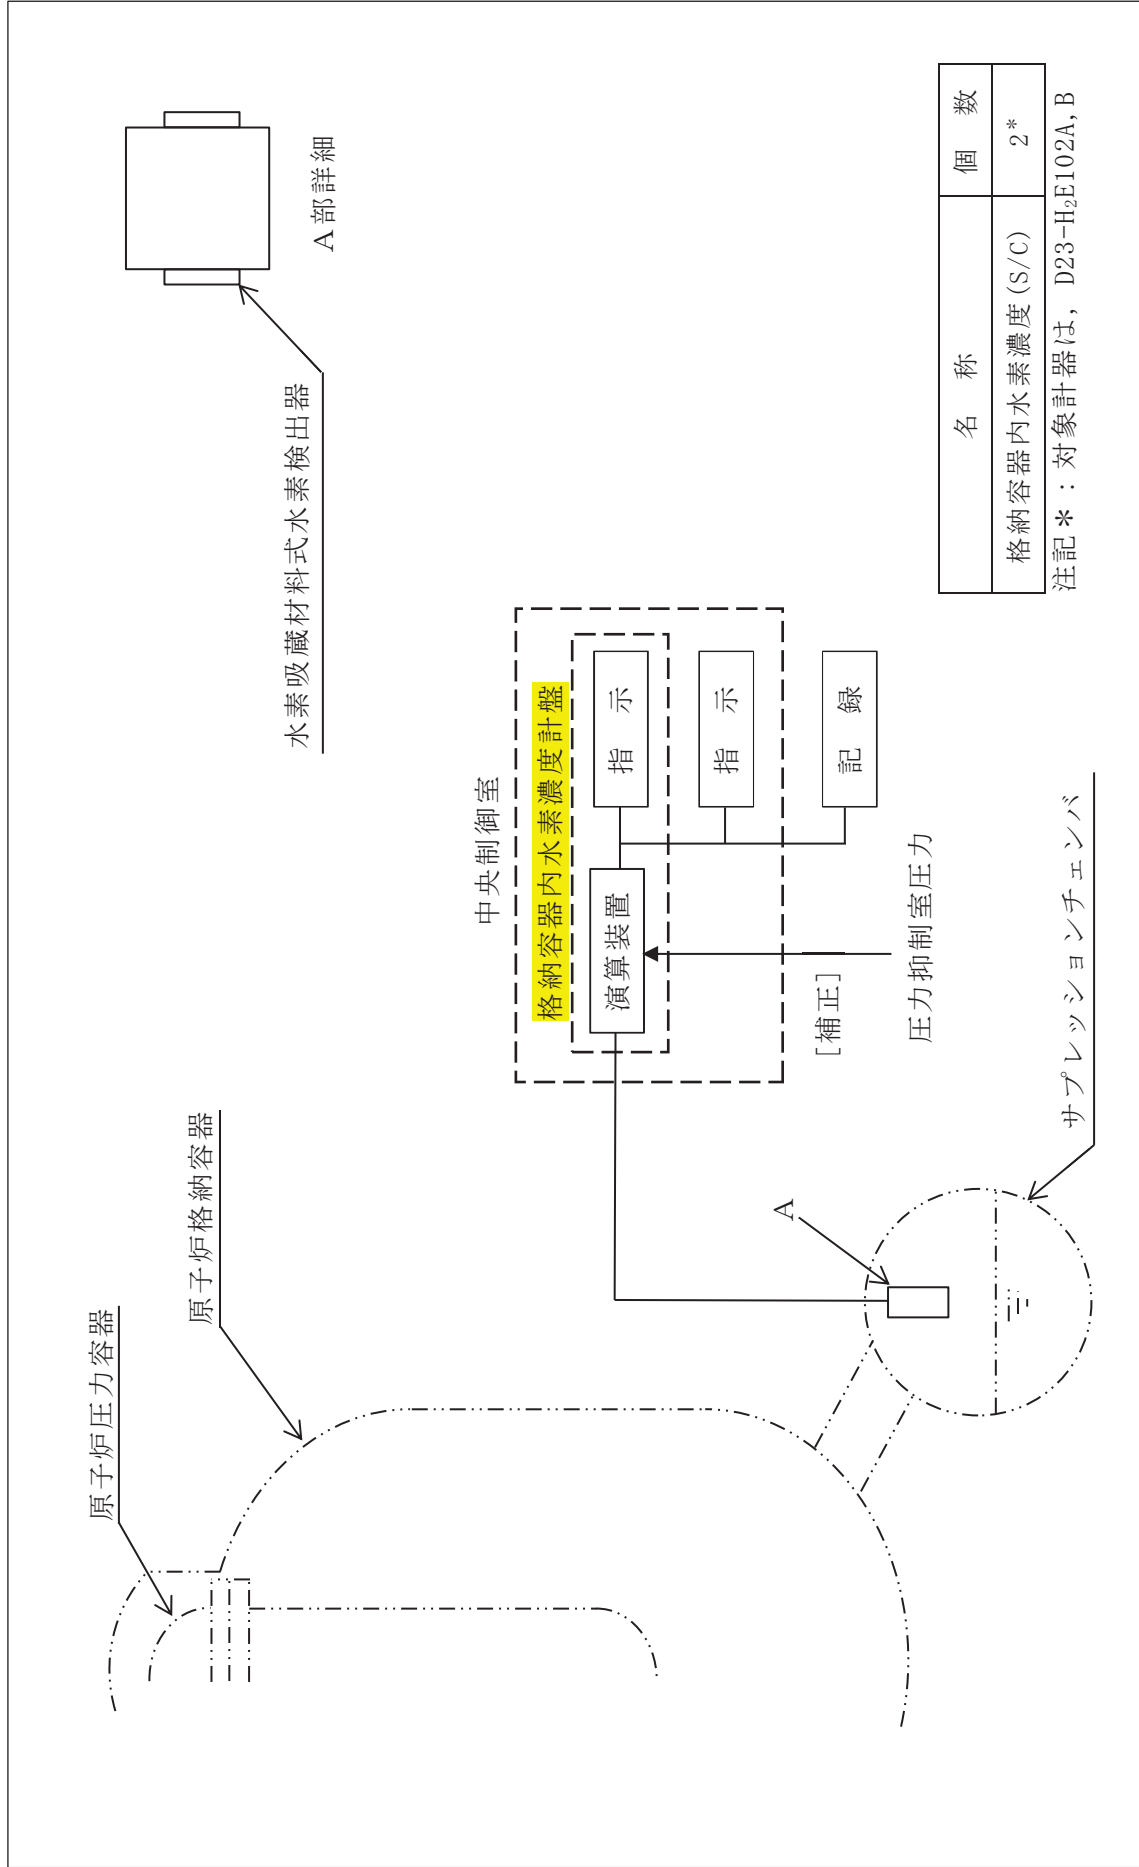 原子炉圧力容器
原子炉格納容器
水素吸蔵材料式水素検出器
A部詳細
中央制御室
格納容器内水素濃度計盤
演算装置
指 示
指 示
記 録
[補正]
圧力抑制室圧力
A
サプレッションチェンバ
名 称 個 数
格納容器内水素濃度(S/C) 2*
注記*:対象計器は,D23-H₂E102A,B